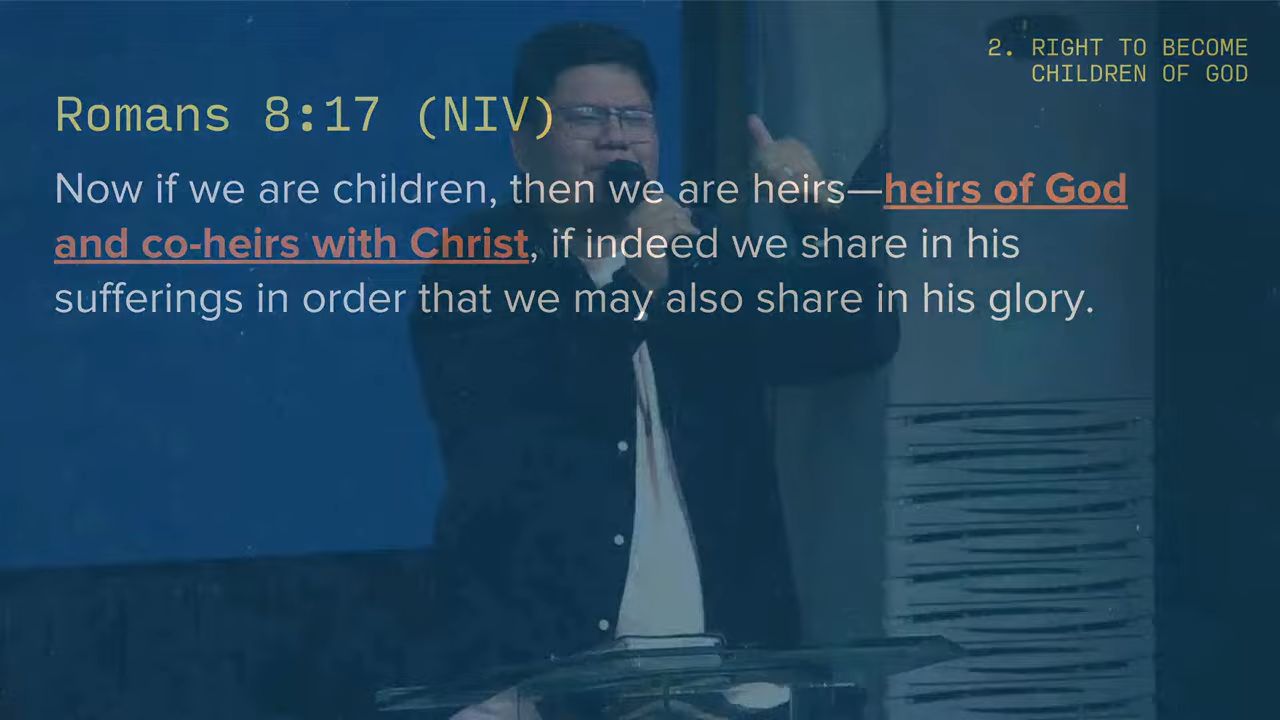 2. RIGHT TO BECOME
CHILDREN OF GOD
Romans 8:17 (NIV)
Now if we are children, then we are heirs—heirs of God
and co-heirs with Christ, if indeed we share in his
sufferings in order that we may also share in his glory.